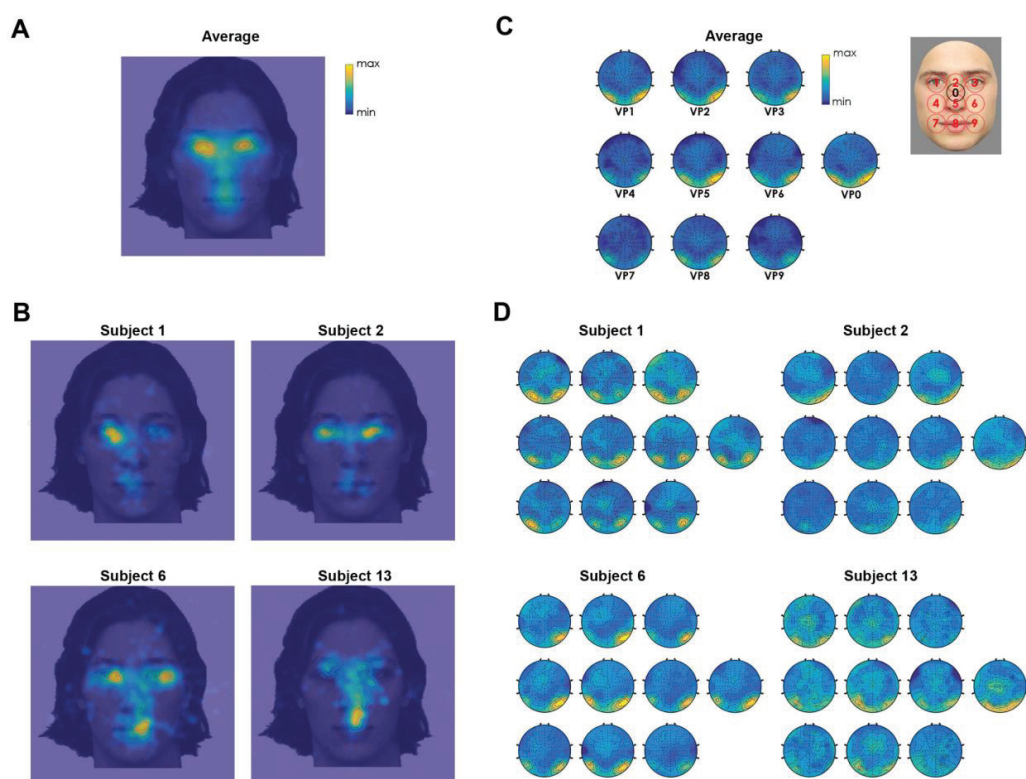 A
Average
max
min
C
Average
max
min
VP1 VP2 VP3
VP4 VP5 VP6 VP0
VP7 VP8 VP9
1 2 3
0
4 5 6
7 8 9
B
Subject 1 Subject 2
Subject 6 Subject 13
D
Subject 1 Subject 2
Subject 6 Subject 13